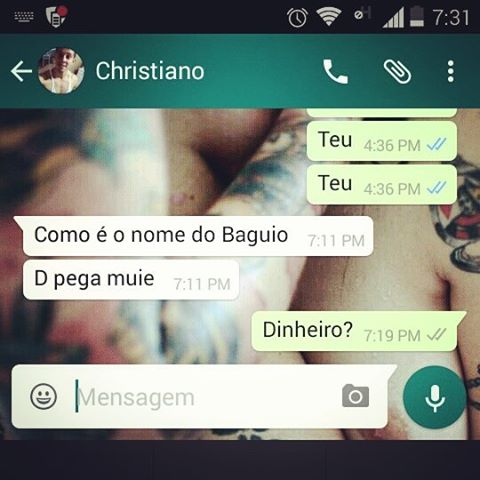 7:31
Christiano
Teu 4:36 PM
Teu 4:36 PM
Como é o nome do Baguio 7:11 PM
D pega muie 7:11 PM
Dinheiro? 7:19 PM
Mensagem